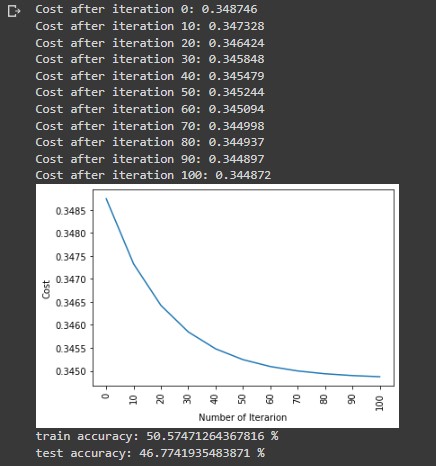 Cost after iteration 0: 0.348746
Cost after iteration 10: 0.347328
Cost after iteration 20: 0.346424
Cost after iteration 30: 0.345848
Cost after iteration 40: 0.345479
Cost after iteration 50: 0.345244
Cost after iteration 60: 0.345094
Cost after iteration 70: 0.344998
Cost after iteration 80: 0.344937
Cost after iteration 90: 0.344897
Cost after iteration 100: 0.344872
0.3485
0.3480
0.3475
0.3470
0.3465
0.3460
0.3455
0.3450
Cost
0 10 20 30 40 50 60 70 80 90 100
Number of Iterarion
train accuracy: 50.57471264367816 %
test accuracy: 46.7741935483871 %